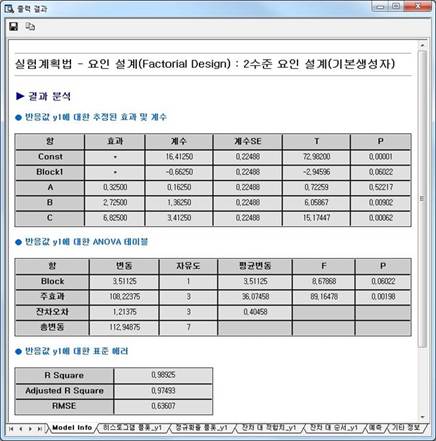 출력 결과
실험계획법 - 요인 설계(Factorial Design) : 2수준 요인 설계(기본생성자)
▶ 결과 분석
● 반응값 y1에 대한 추정된 효과 및 계수
항 효과 계수 계수SE T P
Const * 16,41250 0,22488 72,98200 0,00001
Block1 * -0,66250 0,22488 -2,94596 0,06022
A 0,32500 0,16250 0,22488 0,72259 0,52217
B 2,72500 1,36250 0,22488 6,05867 0,00902
C 6,82500 3,41250 0,22488 15,17447 0,00062
● 반응값 y1에 대한 ANOVA 테이블
항 변동 자유도 평균변동 F P
Block 3,51125 1 3,51125 8,67868 0,06022
주효과 108,22375 3 36,07458 89,16478 0,00198
잔차오차 1,21375 3 0,40458
총변동 112,94875 7
● 반응값 y1에 대한 표준 에러
R Square 0,98925
Adjusted R Square 0,97493
RMSE 0,63607
Model Info 히스토그램 플롯_y1 정규확률 플롯_y1 잔차 대 적합치_y1 잔차 대 순서_y1 예측 기타 정보